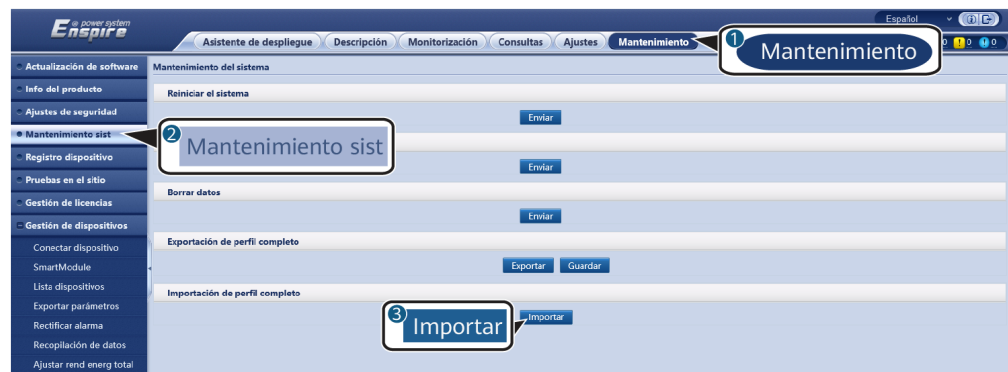 Enspire @ power system
Español
Asistente de despliegue Descripción Monitorización Consultas Ajustes Mantenimiento
1 Mantenimiento
0 ! 0 0
Actualización de software
Info del producto
Ajustes de seguridad
Mantenimiento sist
Registro dispositivo
Pruebas en el sitio
Gestión de licencias
Gestión de dispositivos
Conectar dispositivo
SmartModule
Lista dispositivos
Exportar parámetros
Rectificar alarma
Recopilación de datos
Ajustar rend energ total
Mantenimiento del sistema
Reiniciar el sistema
Enviar
2 Mantenimiento sist
Enviar
Borrar datos
Enviar
Exportación de perfil completo
Exportar Guardar
Importación de perfil completo
3 Importar
Importar